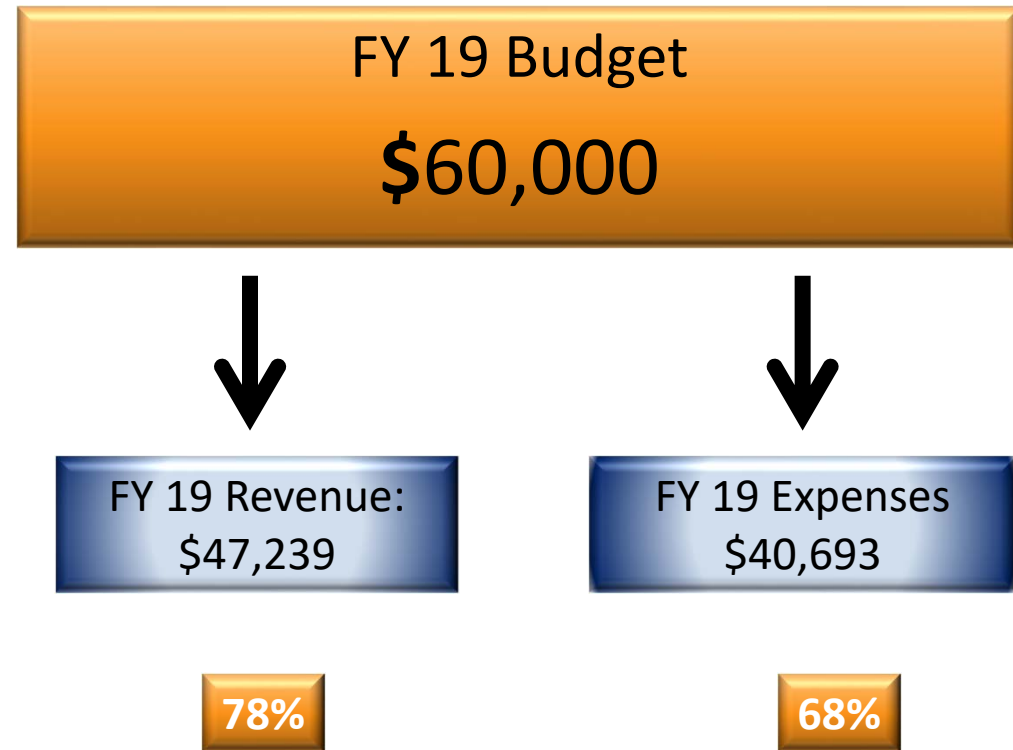 FY 19 Budget
$60,000
FY 19 Revenue:
$47,239
FY 19 Expenses
$40,693
78%
68%